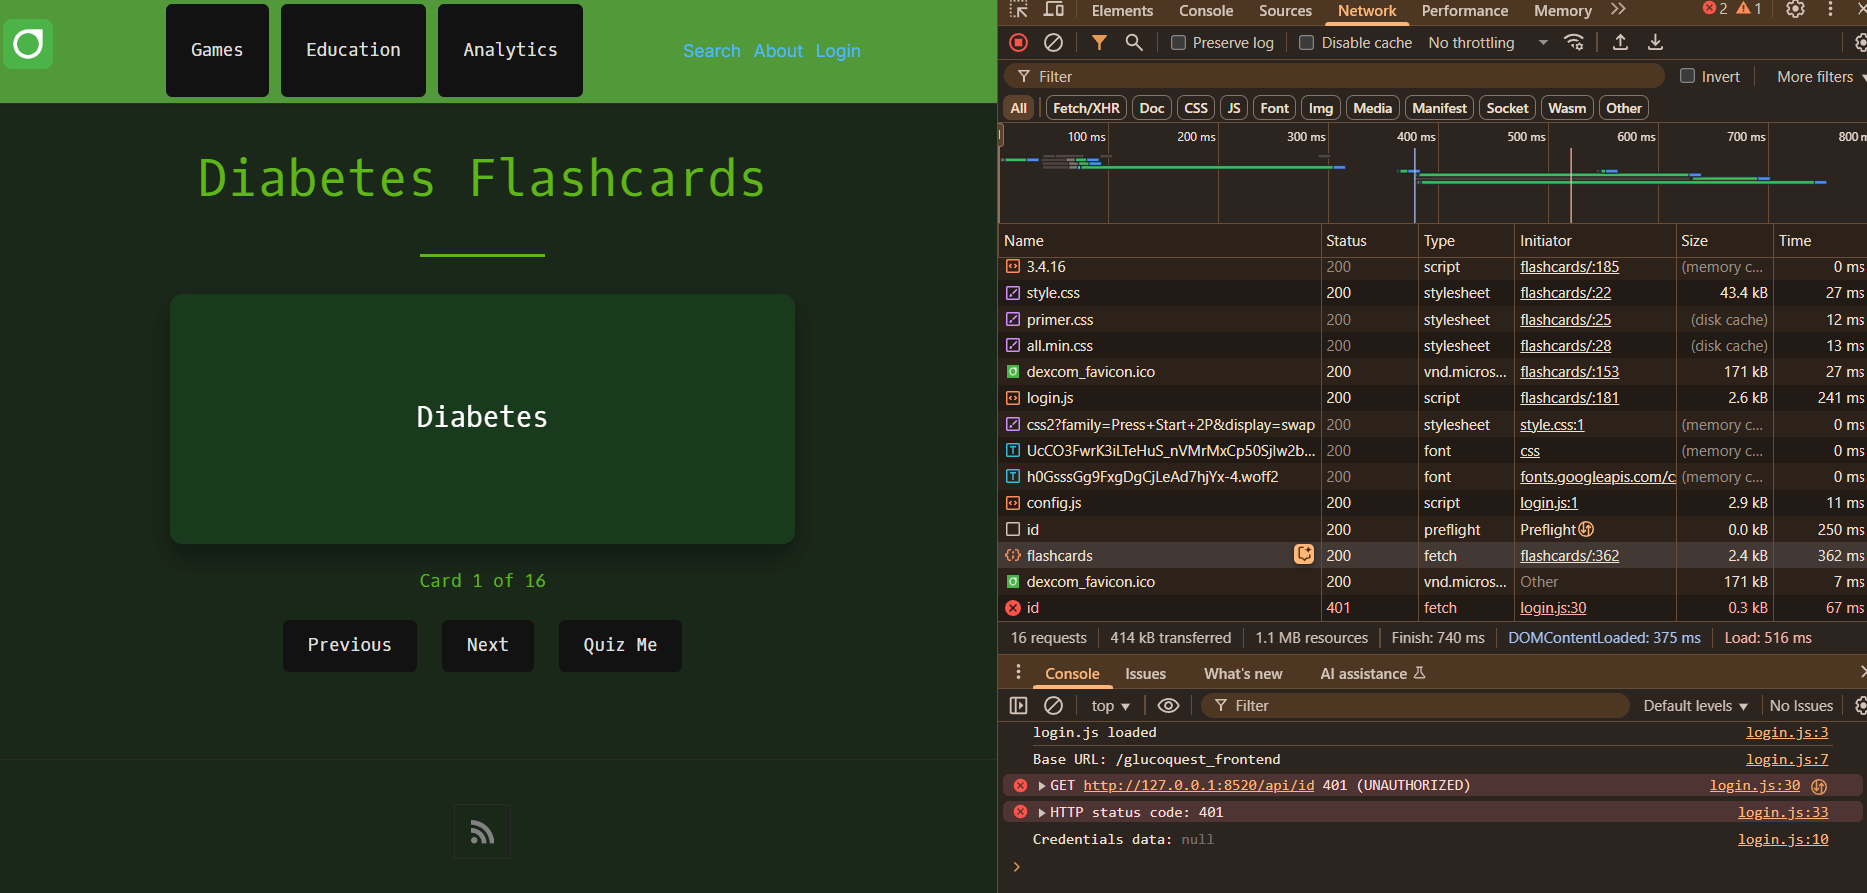 Games Education Analytics Search About Login
Diabetes Flashcards
Diabetes
Card 1 of 16
Previous Next Quiz Me
Elements Console Sources Network Performance Memory 2 1
Preserve log Disable cache No throttling
Filter Invert More filters
All Fetch/XHR Doc CSS JS Font Img Media Manifest Socket Wasm Other
100 ms 200 ms 300 ms 400 ms 500 ms 600 ms 700 ms 800 m
Name Status Type Initiator Size Time
3.4.16 200 script flashcards/:185 (memory c... 0 ms
style.css 200 stylesheet flashcards/:22 43.4 kB 27 ms
primer.css 200 stylesheet flashcards/:25 (disk cache) 12 ms
all.min.css 200 stylesheet flashcards/:28 (disk cache) 13 ms
dexcom_favicon.ico 200 vnd.micros... flashcards/:153 171 kB 27 ms
login.js 200 script flashcards/:181 2.6 kB 241 ms
css2?family=Press+Start+2P&display=swap 200 stylesheet style.css:1 (memory c... 0 ms
UcCO3FwrK3iLTeHuS_nVMrMxCp50SjIw2b... 200 font css (memory c... 0 ms
h0GsssGg9FxgDgCjLeAd7hjYx-4.woff2 200 font fonts.googleapis.com/c (memory c... 0 ms
config.js 200 script login.js:1 2.9 kB 11 ms
id 200 preflight Preflight 0.0 kB 250 ms
flashcards 200 fetch flashcards/:362 2.4 kB 362 ms
dexcom_favicon.ico 200 vnd.micros... Other 171 kB 7 ms
id 401 fetch login.js:30 0.3 kB 67 ms
16 requests 414 kB transferred 1.1 MB resources Finish: 740 ms DOMContentLoaded: 375 ms Load: 516 ms
Console Issues What's new AI assistance
top Filter Default levels No Issues
login.js loaded login.js:3
Base URL: /glucoquest_frontend login.js:7
GET http://127.0.0.1:8520/api/id 401 (UNAUTHORIZED) login.js:30
HTTP status code: 401 login.js:33
Credentials data: null login.js:10